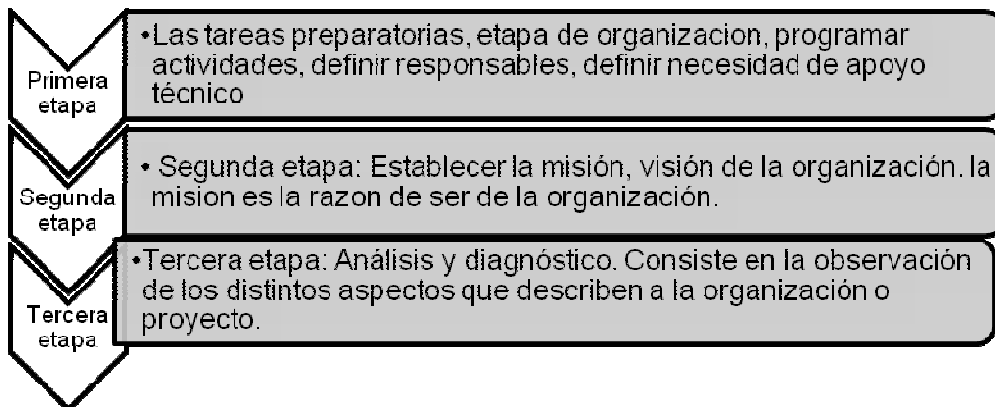 Primera
etapa
•Las tareas preparatorias, etapa de organizacion, programar
actividades, definir responsables, definir necesidad de apoyo
técnico
Segunda
etapa
• Segunda etapa: Establecer la misión, visión de la organización. la
mision es la razon de ser de la organización.
Tercera
etapa
•Tercera etapa: Análisis y diagnóstico. Consiste en la observación
de los distintos aspectos que describen a la organización o
proyecto.